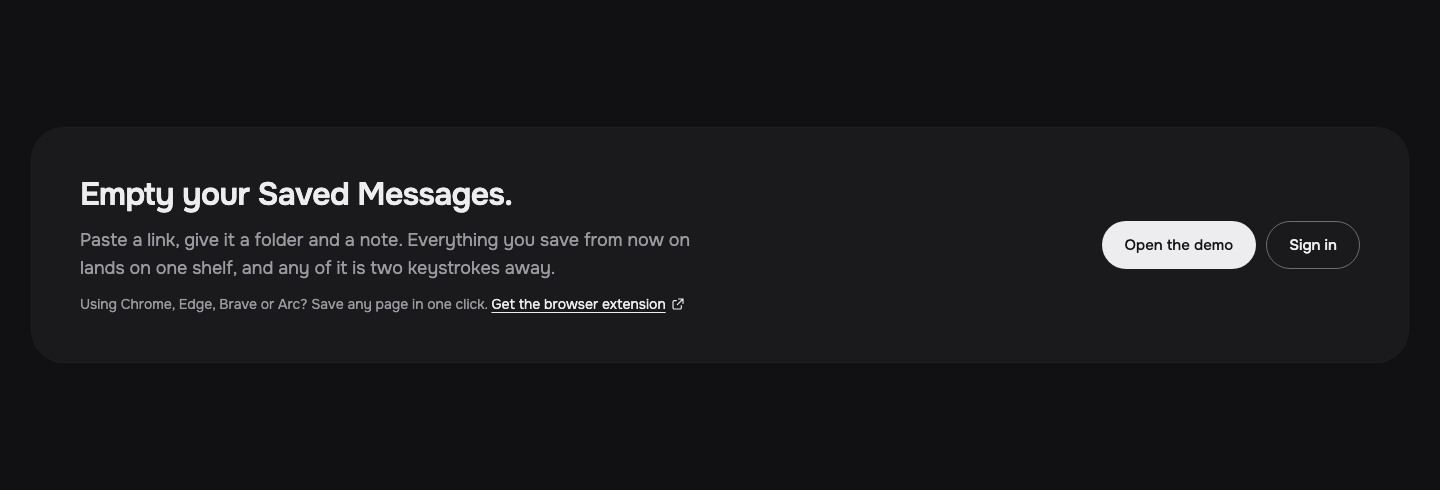 Empty your Saved Messages.
Paste a link, give it a folder and a note. Everything you save from now on
lands on one shelf, and any of it is two keystrokes away.
Using Chrome, Edge, Brave or Arc? Save any page in one click. Get the browser extension
Open the demo
Sign in